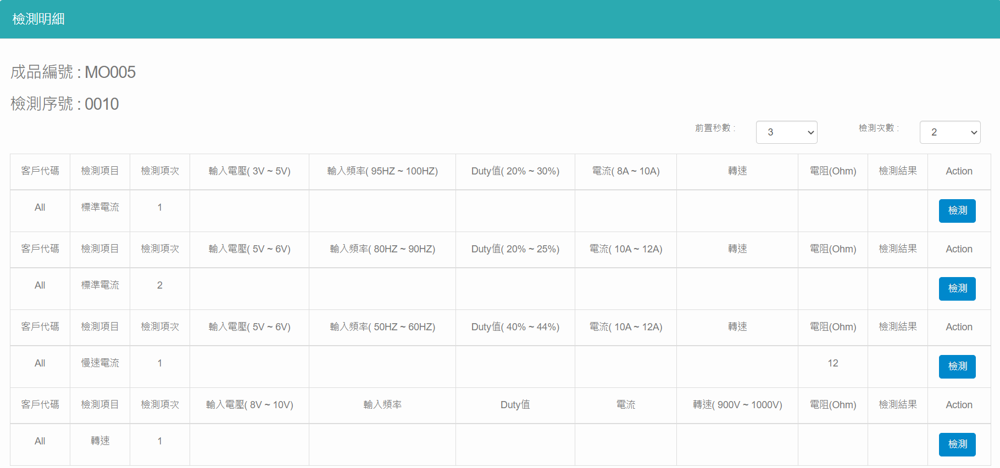 檢測明細
成品編號 : MO005
檢測序號 : 0010
前置秒數 : 3 檢測次數 : 2
客戶代碼 檢測項目 檢測項次 輸入電壓( 3V ~ 5V) 輸入頻率( 95HZ ~ 100HZ) Duty值( 20% ~ 30%) 電流( 8A ~ 10A) 轉速 電阻(Ohm) 檢測結果 Action
All 標準電流 1 檢測
客戶代碼 檢測項目 檢測項次 輸入電壓( 5V ~ 6V) 輸入頻率( 80HZ ~ 90HZ) Duty值( 20% ~ 25%) 電流( 10A ~ 12A) 轉速 電阻(Ohm) 檢測結果 Action
All 標準電流 2 檢測
客戶代碼 檢測項目 檢測項次 輸入電壓( 5V ~ 6V) 輸入頻率( 50HZ ~ 60HZ) Duty值( 40% ~ 44%) 電流( 10A ~ 12A) 轉速 電阻(Ohm) 檢測結果 Action
All 慢速電流 1 12 檢測
客戶代碼 檢測項目 檢測項次 輸入電壓( 8V ~ 10V) 輸入頻率 Duty值 電流 轉速( 900V ~ 1000V) 電阻(Ohm) 檢測結果 Action
All 轉速 1 檢測